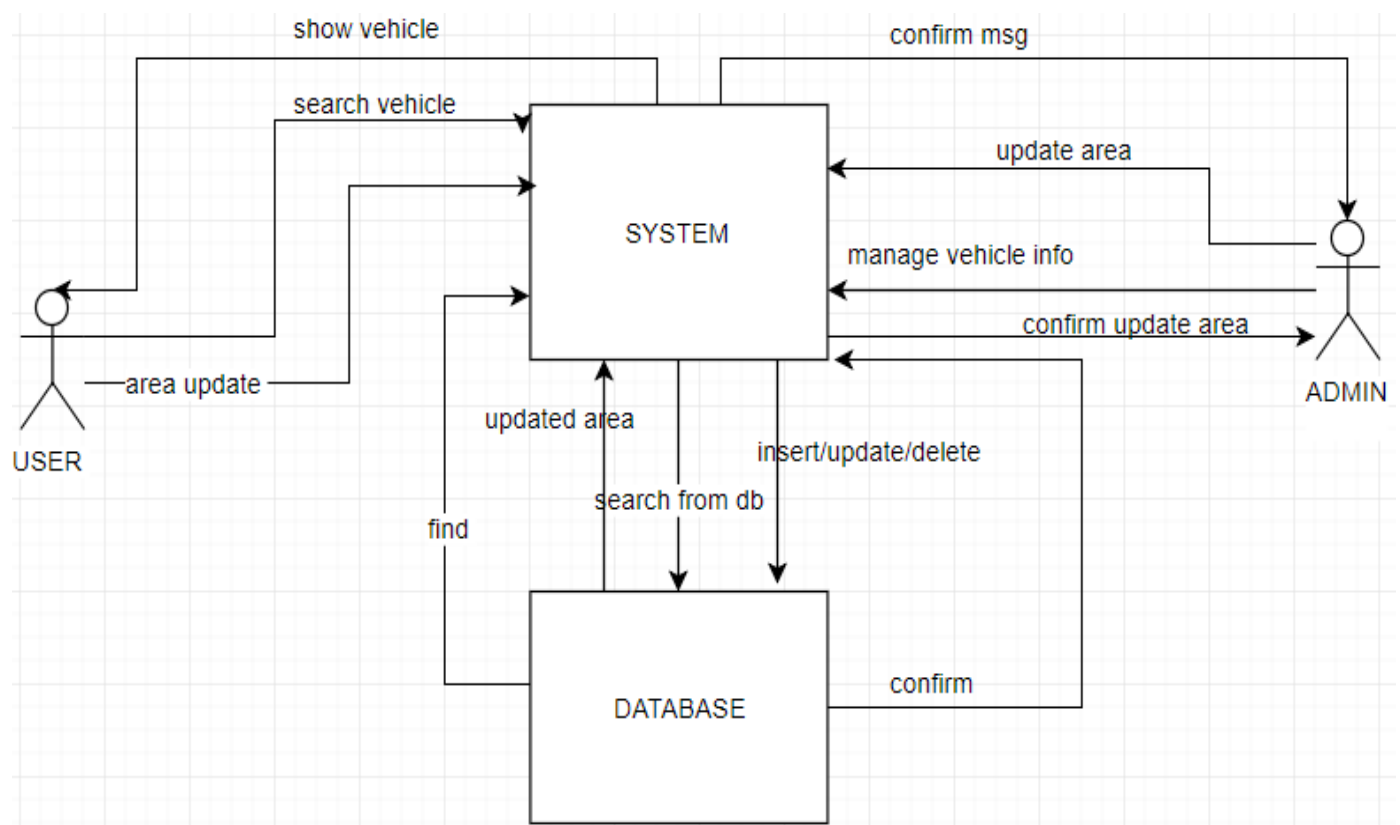 show vehicle
confirm msg
search vehicle
update area
SYSTEM
manage vehicle info
confirm update area
area update
ADMIN
updated area
USER
insert/update/delete
search from db
find
confirm
DATABASE